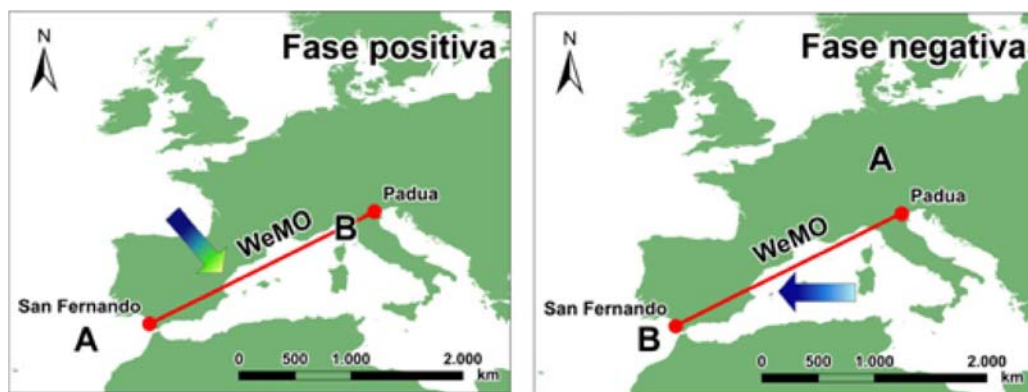 N
Fase positiva
Padua
WeMO
B
San Fernando
A
0 500 1.000 2.000
km
N
Fase negativa
A
Padua
WeMO
San Fernando
B
0 500 1.000 2.000
km